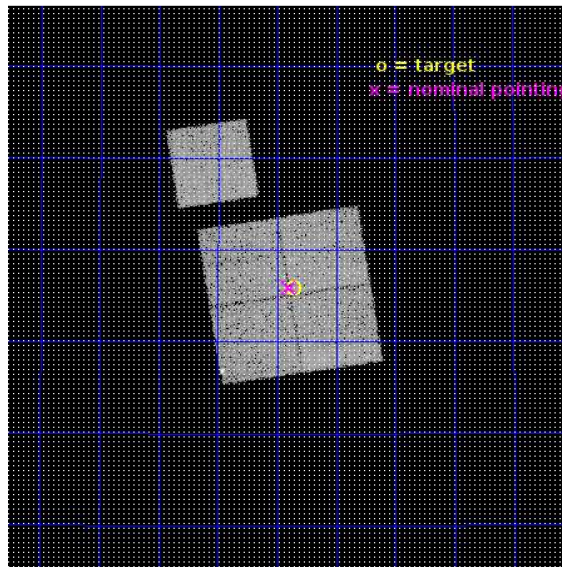 o = target
x = nominal pointing